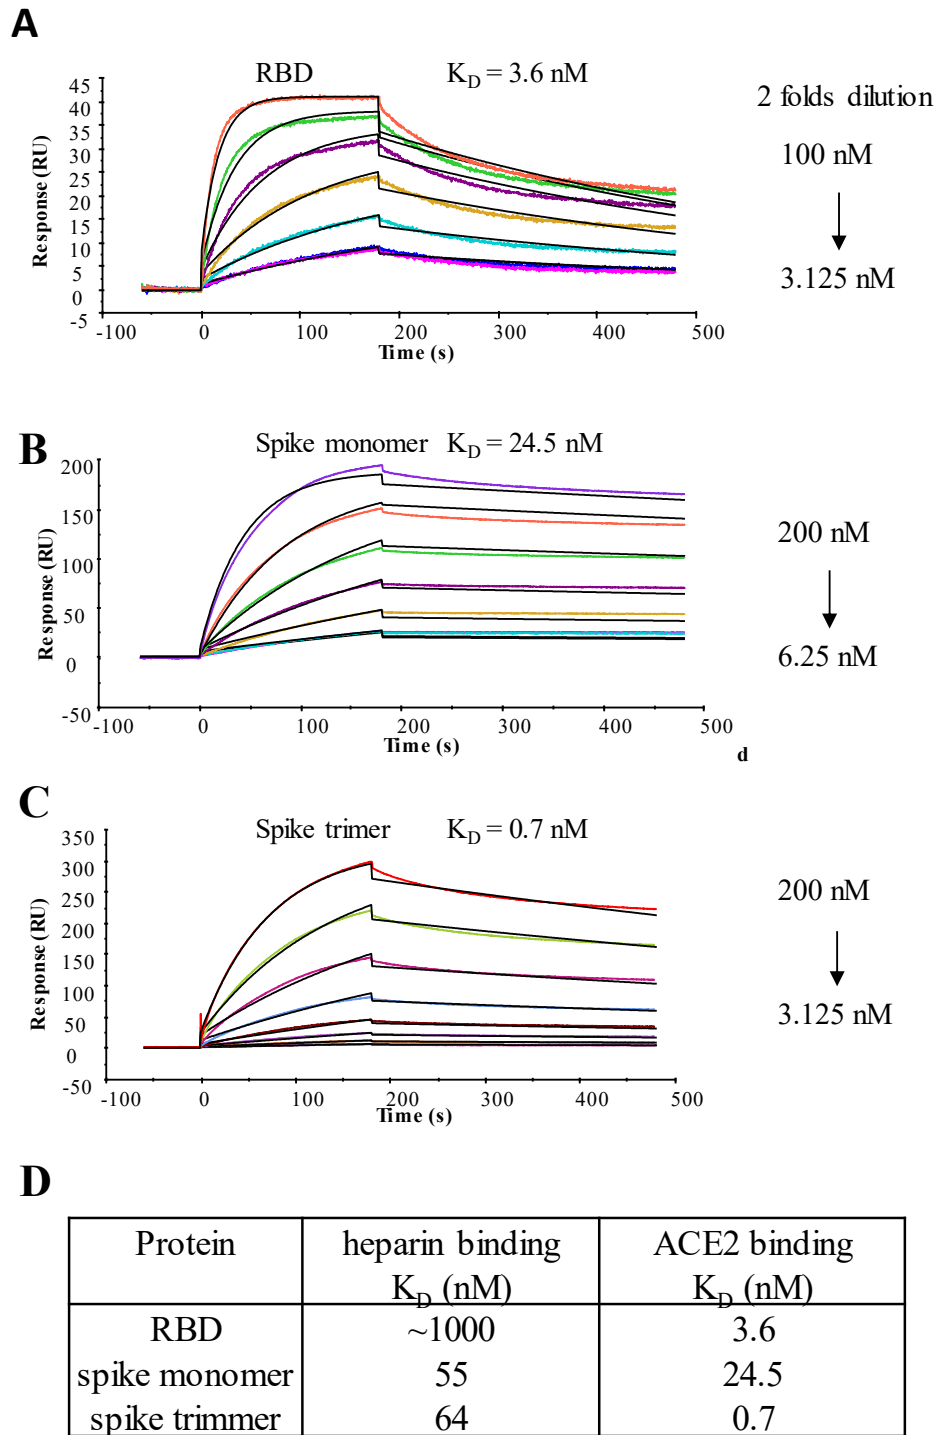 A
RBD K_D = 3.6 nM
2 folds dilution
100 nM
3.125 nM
45
40
35
30
25
20
15
10
5
0
-5
Response (RU)
-100 0 100 200 300 400 500
Time (s)
B
Spike monomer K_D = 24.5 nM
200 nM
6.25 nM
200
150
100
50
0
-50
Response (RU)
-100 0 100 200 300 400 500
Time (s)
d
C
Spike trimer K_D = 0.7 nM
200 nM
3.125 nM
350
300
250
200
150
100
50
0
-50
Response (RU)
-100 0 100 200 300 400 500
Time (s)
D
Protein heparin binding K_D (nM) ACE2 binding K_D (nM)
RBD ~1000 3.6
spike monomer 55 24.5
spike trimmer 64 0.7